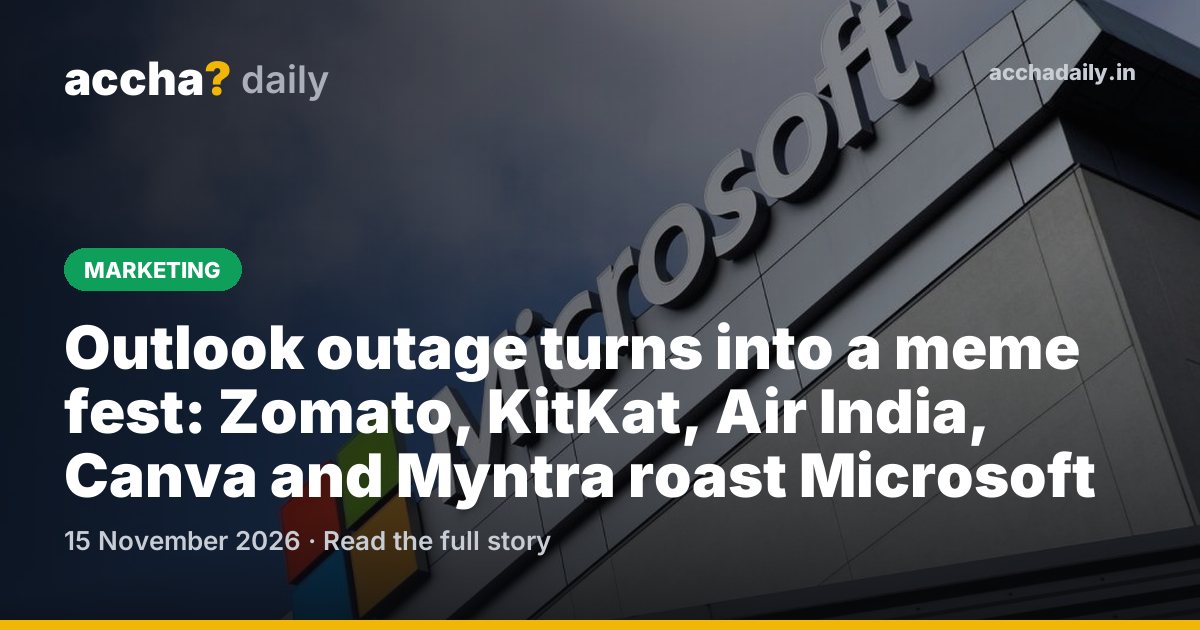 accha? daily
acchadaily.in
Microsoft
MARKETING
Outlook outage turns into a meme
fest: Zomato, KitKat, Air India,
Canva and Myntra roast Microsoft
15 November 2026 · Read the full story